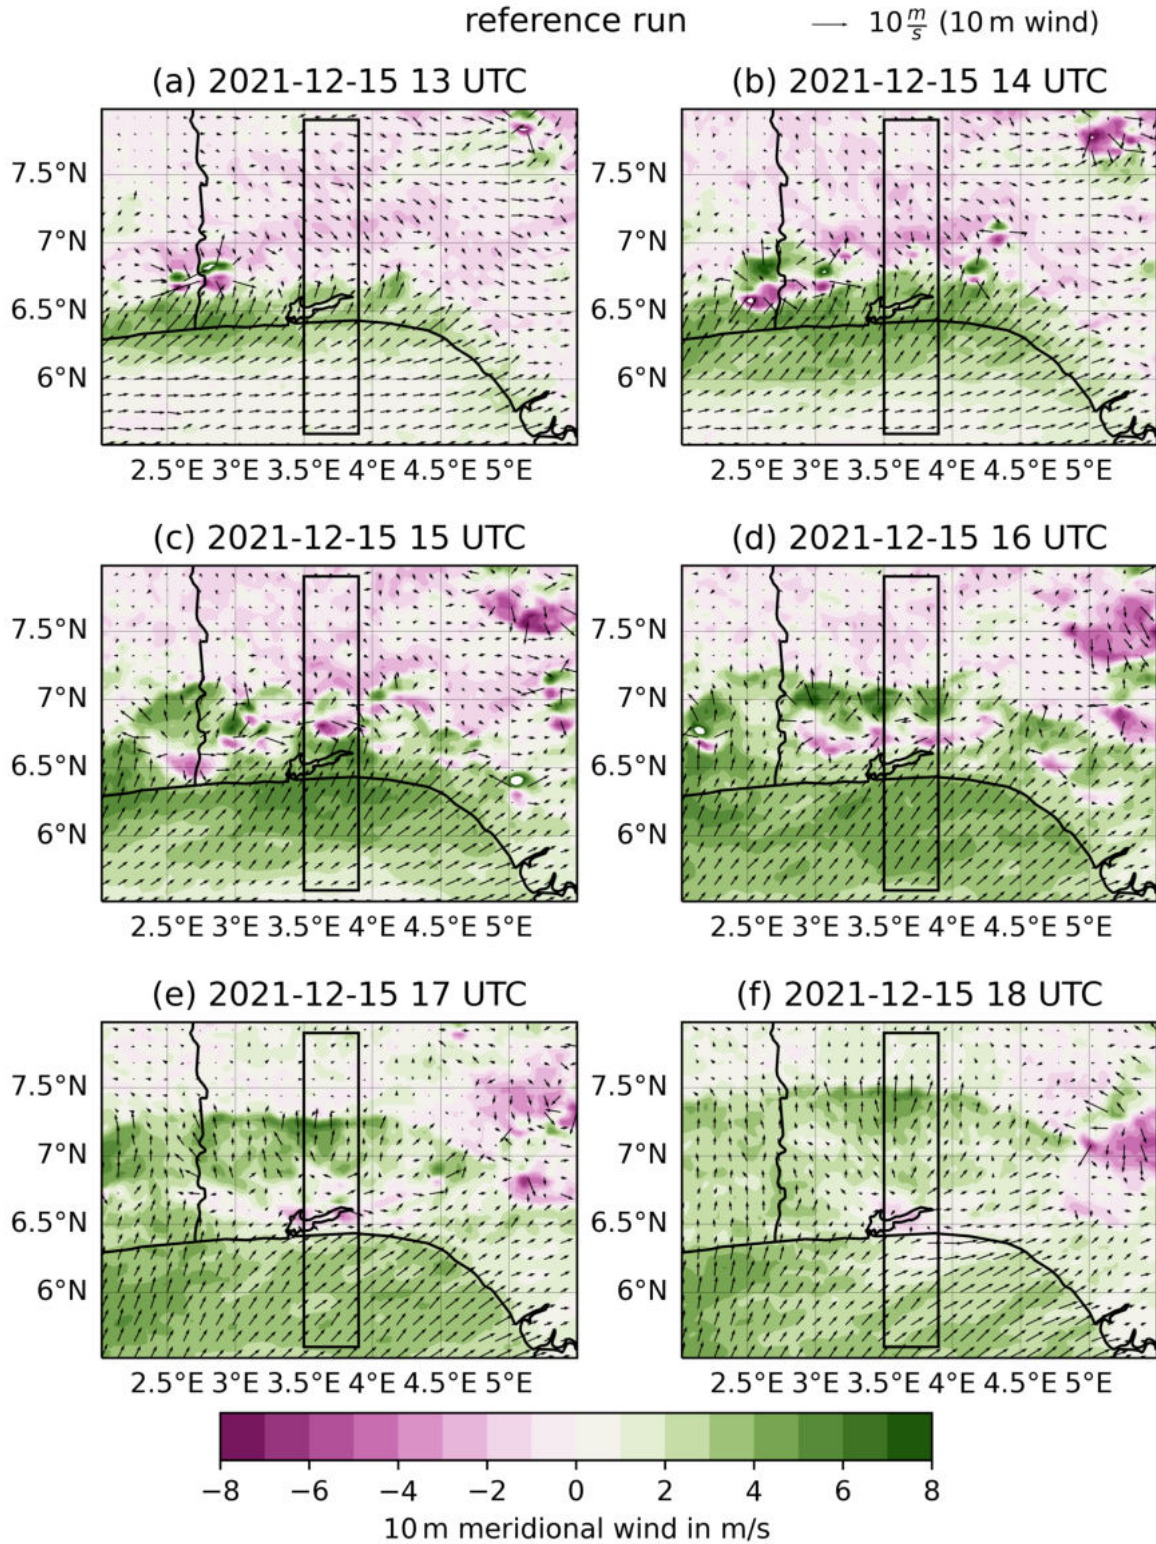 reference run
10 m/s (10 m wind)
(a) 2021-12-15 13 UTC
(b) 2021-12-15 14 UTC
7.5°N
7°N
6.5°N
6°N
2.5°E 3°E 3.5°E 4°E 4.5°E 5°E
7.5°N
7°N
6.5°N
6°N
2.5°E 3°E 3.5°E 4°E 4.5°E 5°E
(c) 2021-12-15 15 UTC
(d) 2021-12-15 16 UTC
7.5°N
7°N
6.5°N
6°N
2.5°E 3°E 3.5°E 4°E 4.5°E 5°E
7.5°N
7°N
6.5°N
6°N
2.5°E 3°E 3.5°E 4°E 4.5°E 5°E
(e) 2021-12-15 17 UTC
(f) 2021-12-15 18 UTC
7.5°N
7°N
6.5°N
6°N
2.5°E 3°E 3.5°E 4°E 4.5°E 5°E
7.5°N
7°N
6.5°N
6°N
2.5°E 3°E 3.5°E 4°E 4.5°E 5°E
−8 −6 −4 −2 0 2 4 6 8
10 m meridional wind in m/s